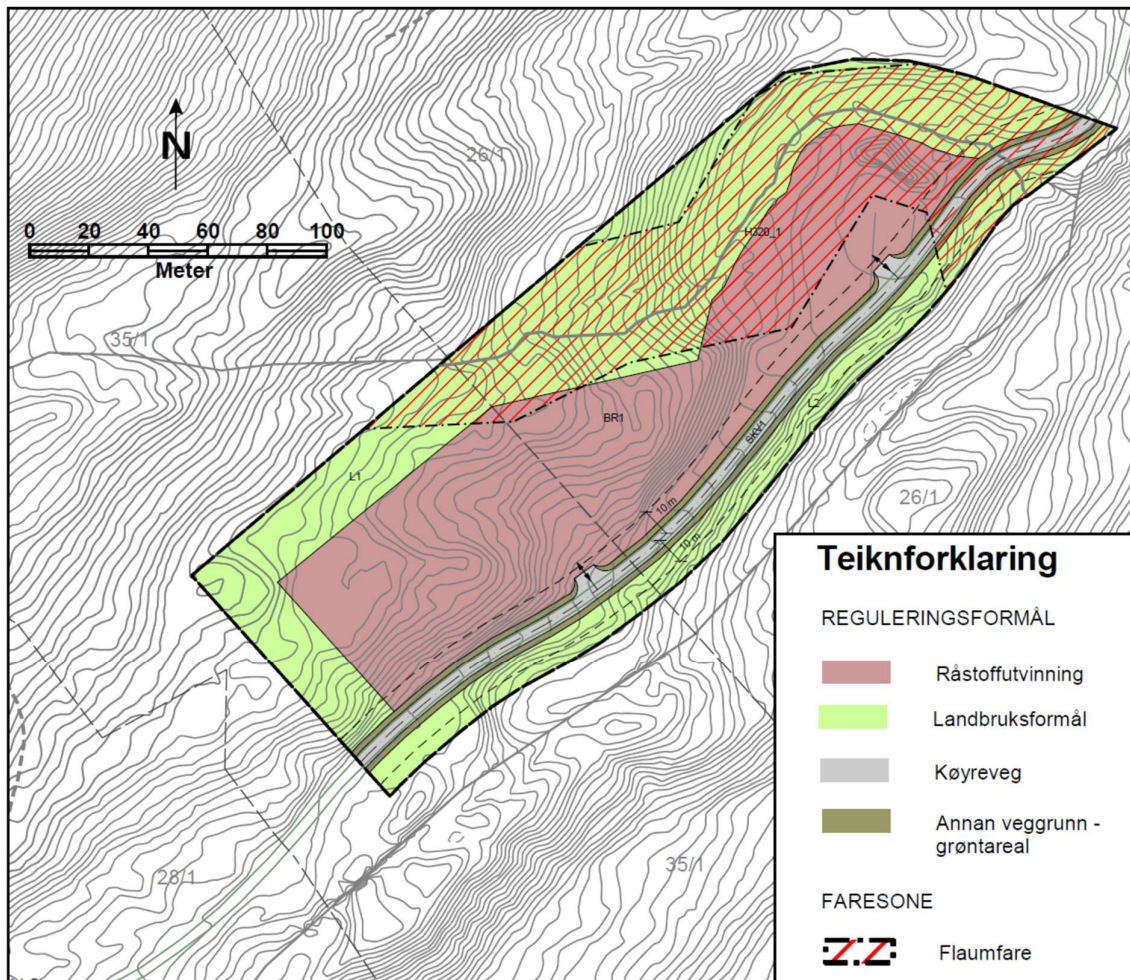 N
0 20 40 60 80 100
Meter
26/1
35/1
H320_1
BR1
L1
L2
SKV1
10 m
10 m
26/1
28/1
35/1
Teiknforklaring
REGULERINGSFORMÅL
Råstoffutvinning
Landbruksformål
Køyreveg
Annan veggrunn -
grøntareal
FARESONE
Flaumfare